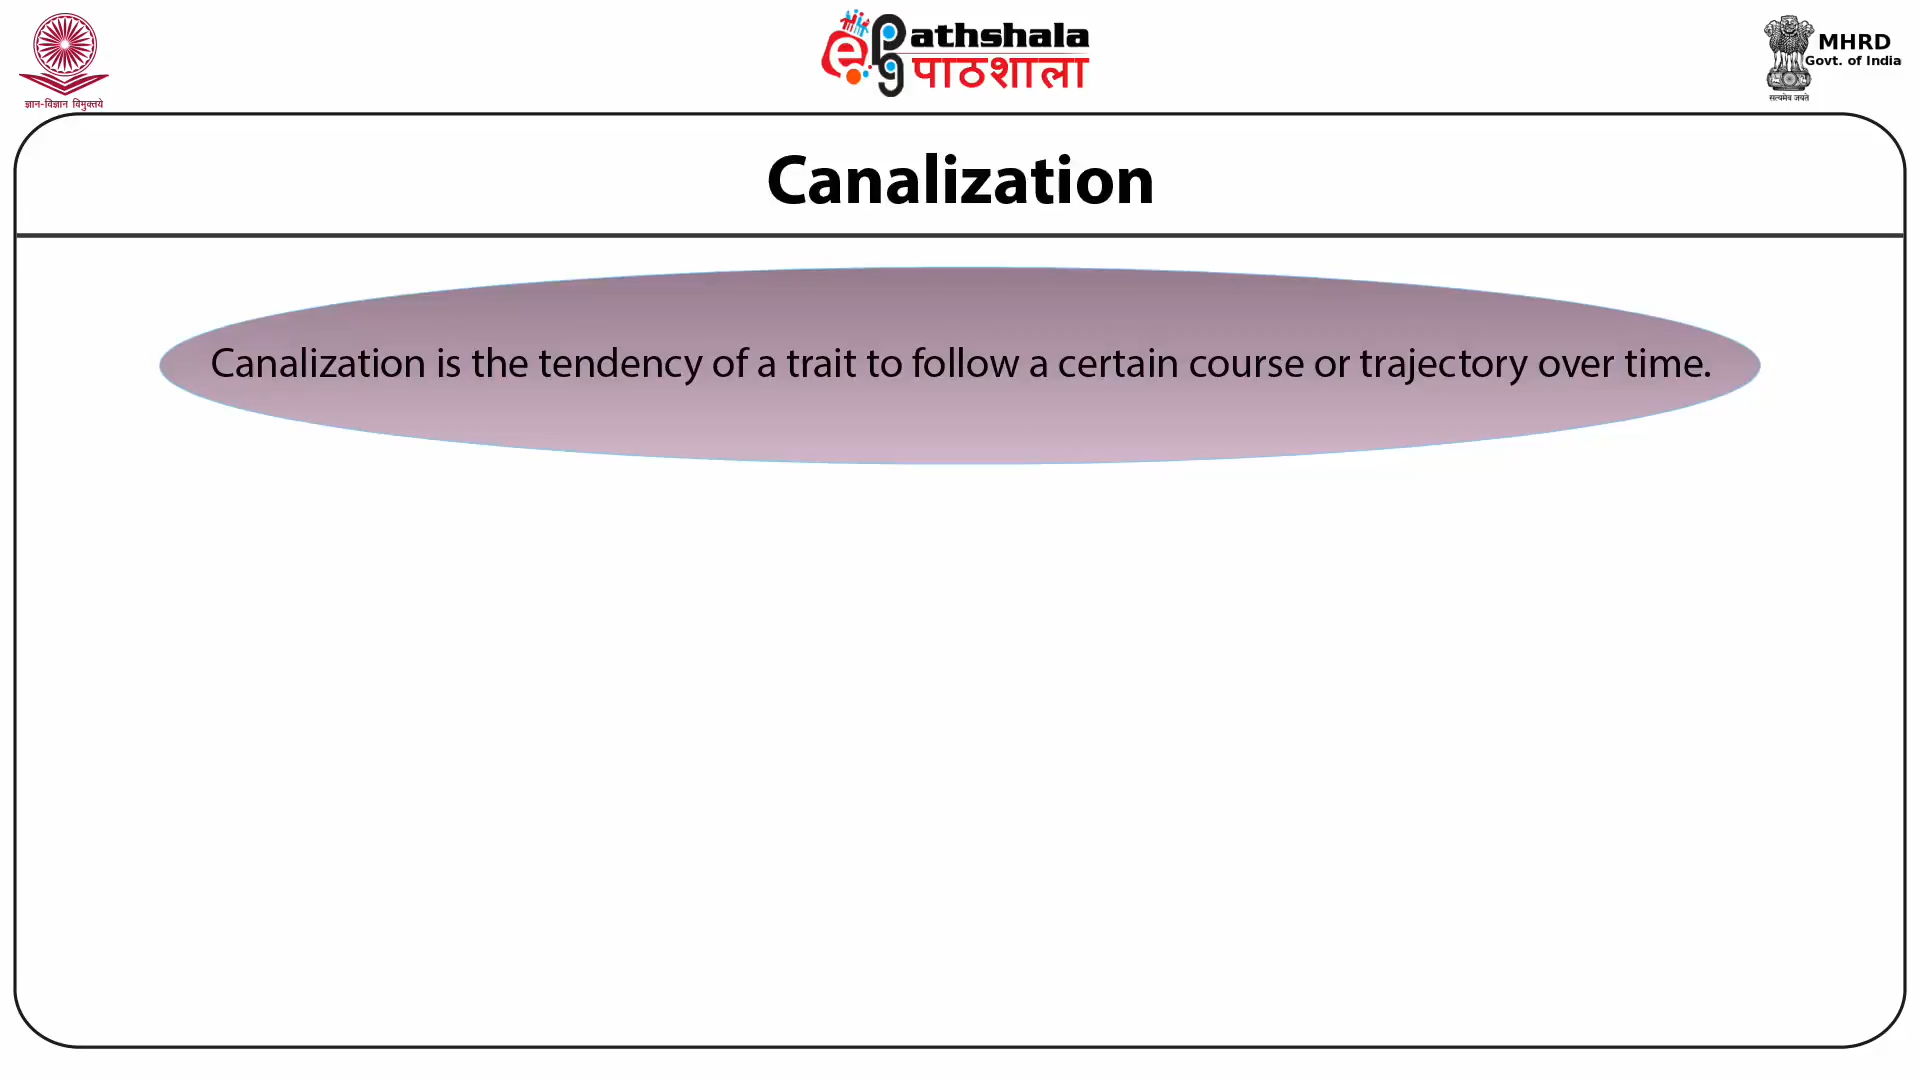 ज्ञान-विज्ञान विमुक्तये
e PG Pathshala
पाठशाला
MHRD
Govt. of India
सत्यमेव जयते
Canalization
Canalization is the tendency of a trait to follow a certain course or trajectory over time.